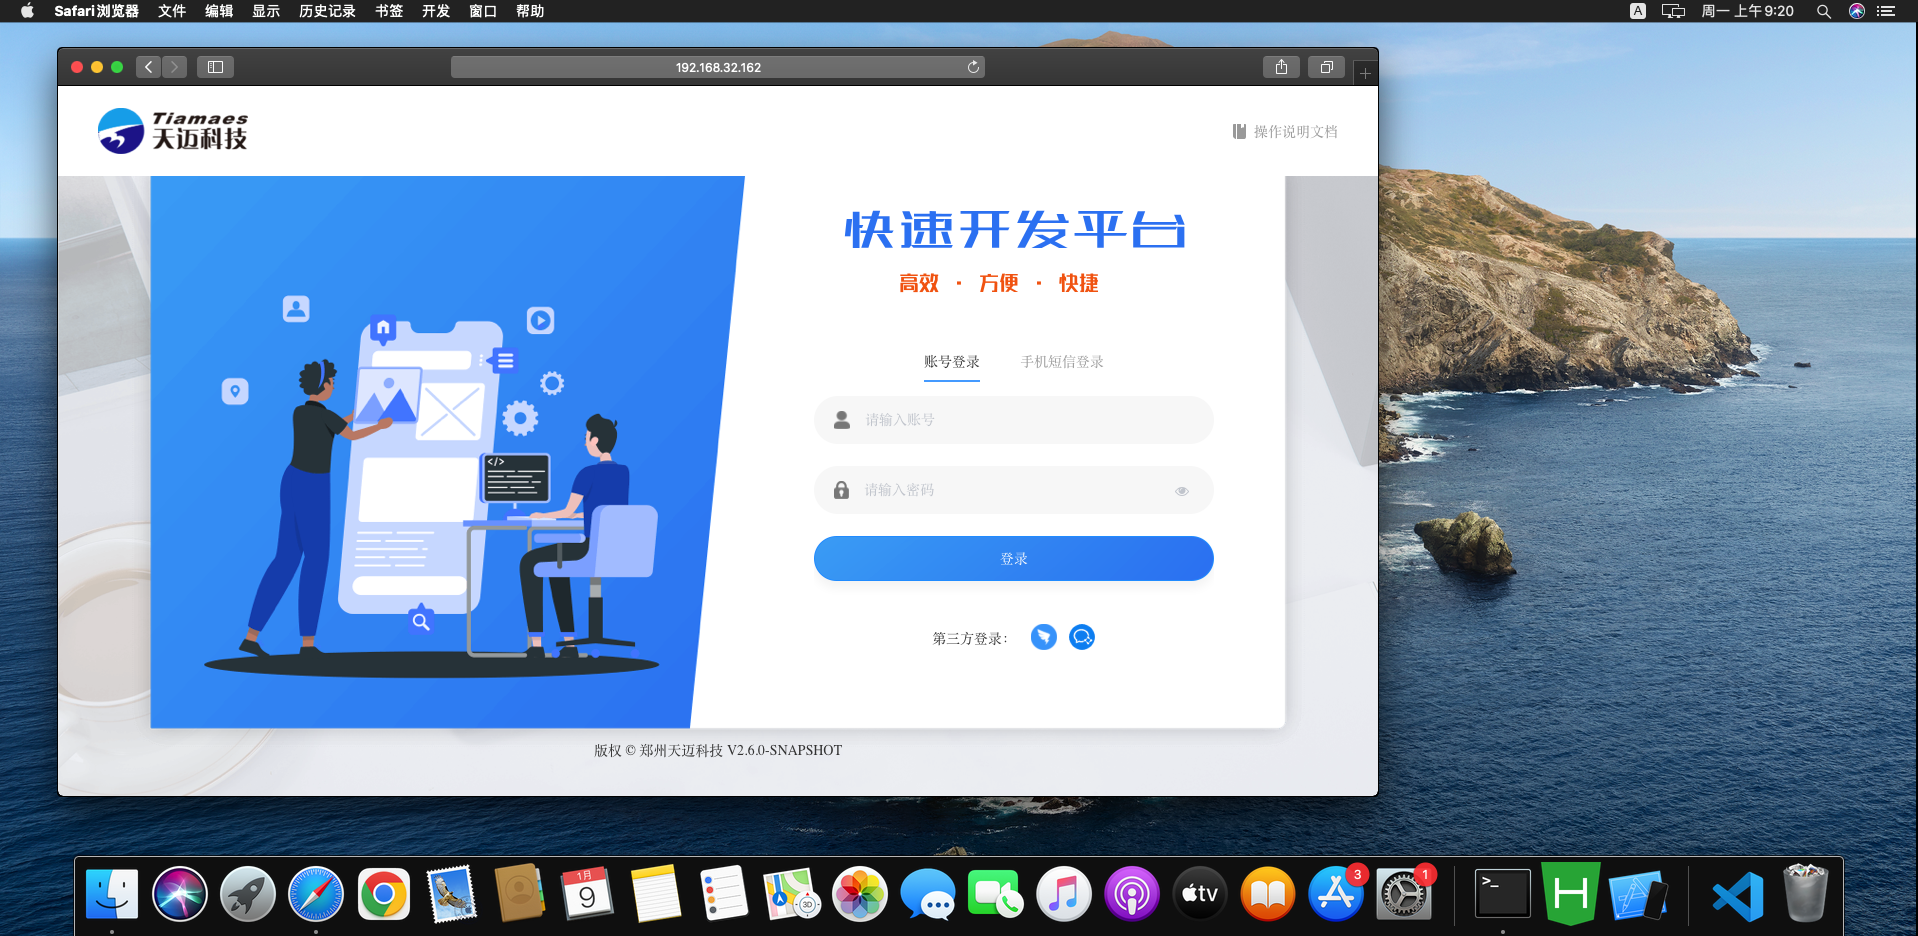 Safari浏览器 文件 编辑 显示 历史记录 书签 开发 窗口 帮助 A 周一 上午9:20
192.168.32.162
Tiamaes
天迈科技
操作说明文档
快速开发平台
高效 · 方便 · 快捷
账号登录 手机短信登录
请输入账号
</>
请输入密码
登录
第三方登录：
版权 © 郑州天迈科技 V2.6.0-SNAPSHOT
1月
9
3D
tv
3
1
>_
H